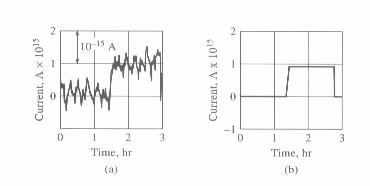 2
1
0
Current, A × 10¹⁵
10⁻¹⁵ A
0 1 2 3
Time, hr
(a)
2
1
0
−1
Current, A x 10¹⁵
1 2 3
Time, hr
(b)